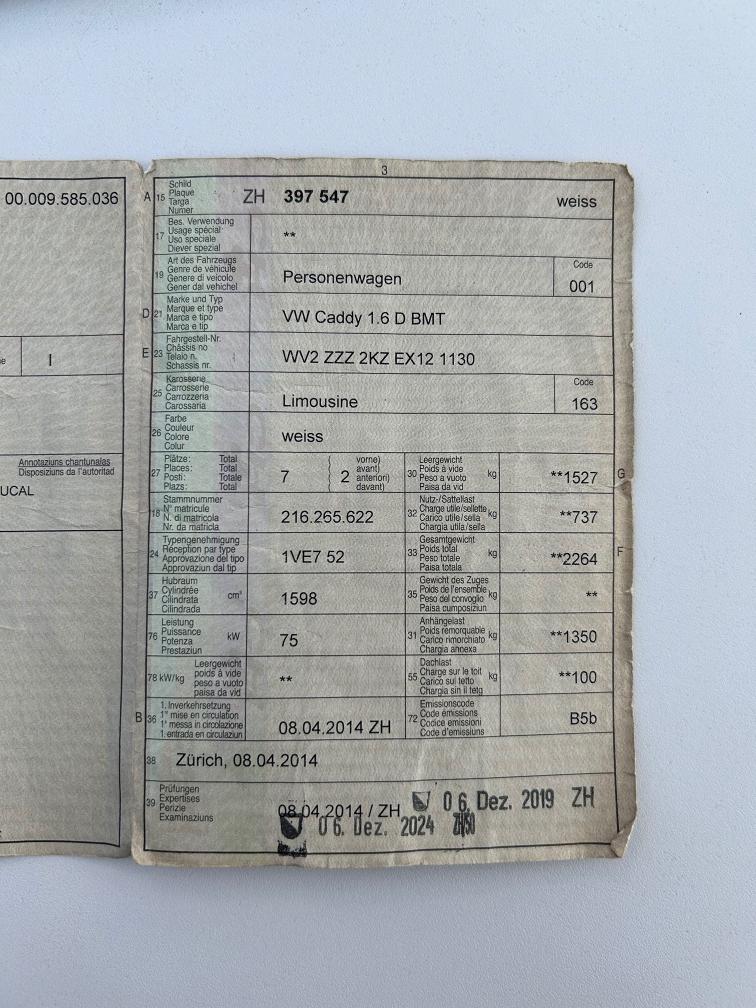 3
00.009.585.036
I
Annotaziuns chantunalas
Disposiziuns da l'autoritad
UCAL
A 15 Schild
Plaque
Targa
Numer
ZH 397 547 weiss
17 Bes. Verwendung
Usage spécial
Uso speciale
Diever spezial
**
19 Art des Fahrzeugs
Genre de véhicule
Genere di veicolo
Gener dal vehichel
Personenwagen
Code
001
D 21 Marke und Typ
Marque et type
Marca e tipo
Marca e tip
VW Caddy 1.6 D BMT
E 23 Fahrgestell-Nr.
Châssis no
Telaio n.
Schassis nr.
WV2 ZZZ 2KZ EX12 1130
25 Karosserie
Carrosserie
Carrozzeria
Carossaria
Limousine
Code
163
26 Farbe
Couleur
Colore
Colur
weiss
27 Plätze: Total
Places: Total
Posti: Totale
Plazs: Total
7
2
vorne)
avant)
anteriori)
davant)
30 Leergewicht
Poids à vide
Peso a vuoto
Paisa da vid
kg
**1527
G
18 Stammnummer
N° matricule
N. di matricola
Nr. da matricla
216.265.622
32 Nutz-/Sattellast
Charge utile/sellette
Carico utile/sella
Chargia utila/sella
kg
**737
24 Typengenehmigung
Réception par type
Approvazione del tipo
Approvaziun dal tip
1VE7 52
33 Gesamtgewicht
Poids total
Peso totale
Paisa totala
kg
**2264
F
37 Hubraum
Cylindrée
Cilindrata
Cilindrada
cm³
1598
35 Gewicht des Zuges
Poids de l'ensemble
Peso del convoglio
Paisa cumposiziun
kg
**
76 Leistung
Puissance
Potenza
Prestaziun
kW
75
31 Anhängelast
Poids remorquable
Carico rimorchiato
Chargia annexa
kg
**1350
78 kW/kg
Leergewicht
poids à vide
peso a vuoto
paisa da vid
**
55 Dachlast
Charge sur le toit
Carico sul tetto
Chargia sin il tetg
kg
**100
B 36 1. Inverkehrsetzung
1re mise en circulation
1a messa in circolazione
1. entrada en circulaziun
08.04.2014 ZH
72 Emissionscode
Code émissions
Codice emissioni
Code d'emissiuns
B5b
38 Zürich, 08.04.2014
39 Prüfungen
Expertises
Perizie
Examinaziuns
08.04.2014 / ZH 06. Dez. 2019 ZH
06. Dez. 2024